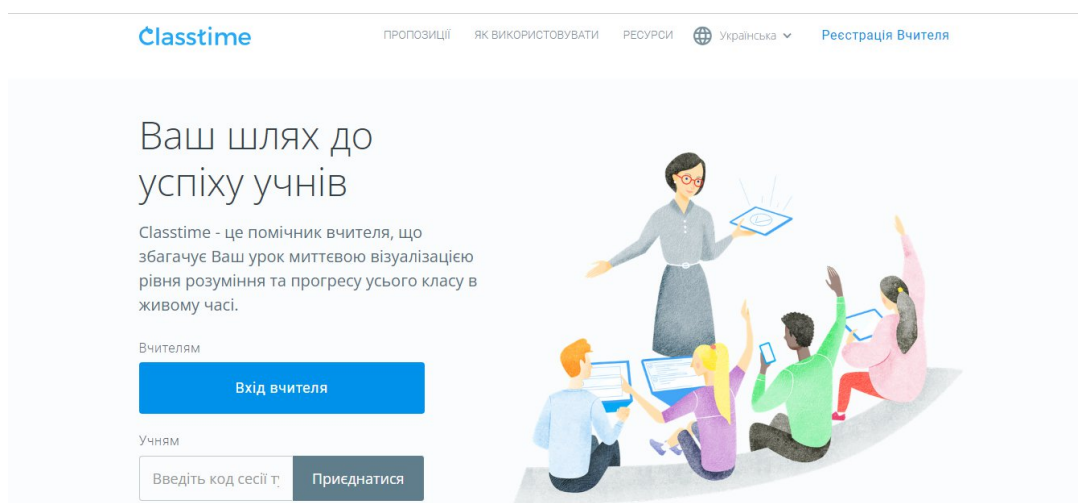 Classtime
ПРОПОЗИЦІЇ
ЯК ВИКОРИСТОВУВАТИ
РЕСУРСИ
Українська
Реєстрація Вчителя
Ваш шлях до
успіху учнів
Classtime - це помічник вчителя, що
збагачує Ваш урок миттєвою візуалізацією
рівня розуміння та прогресу усього класу в
живому часі.
Вчителям
Вхід вчителя
Учням
Введіть код сесії
Приєднатися